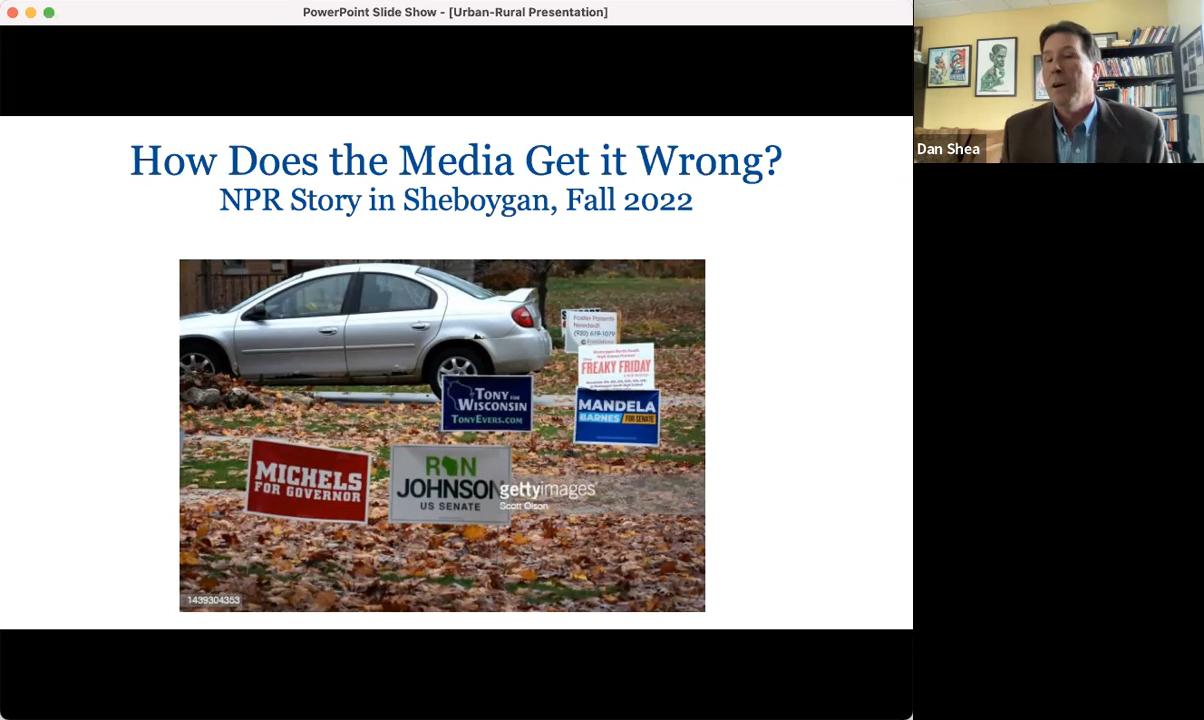 PowerPoint Slide Show - [Urban-Rural Presentation]
Dan Shea
How Does the Media Get it Wrong?
NPR Story in Sheboygan, Fall 2022
Foster Parents
Needed!
(920) 619-1079
FREAKY FRIDAY
TONY FOR
WISCONSIN
TONYEVERS.COM
MANDELA
BARNES FOR SENATE
MICHELS
FOR GOVERNOR
RON
JOHNSON
US SENATE
gettyimages
Scott Olson
1439304353